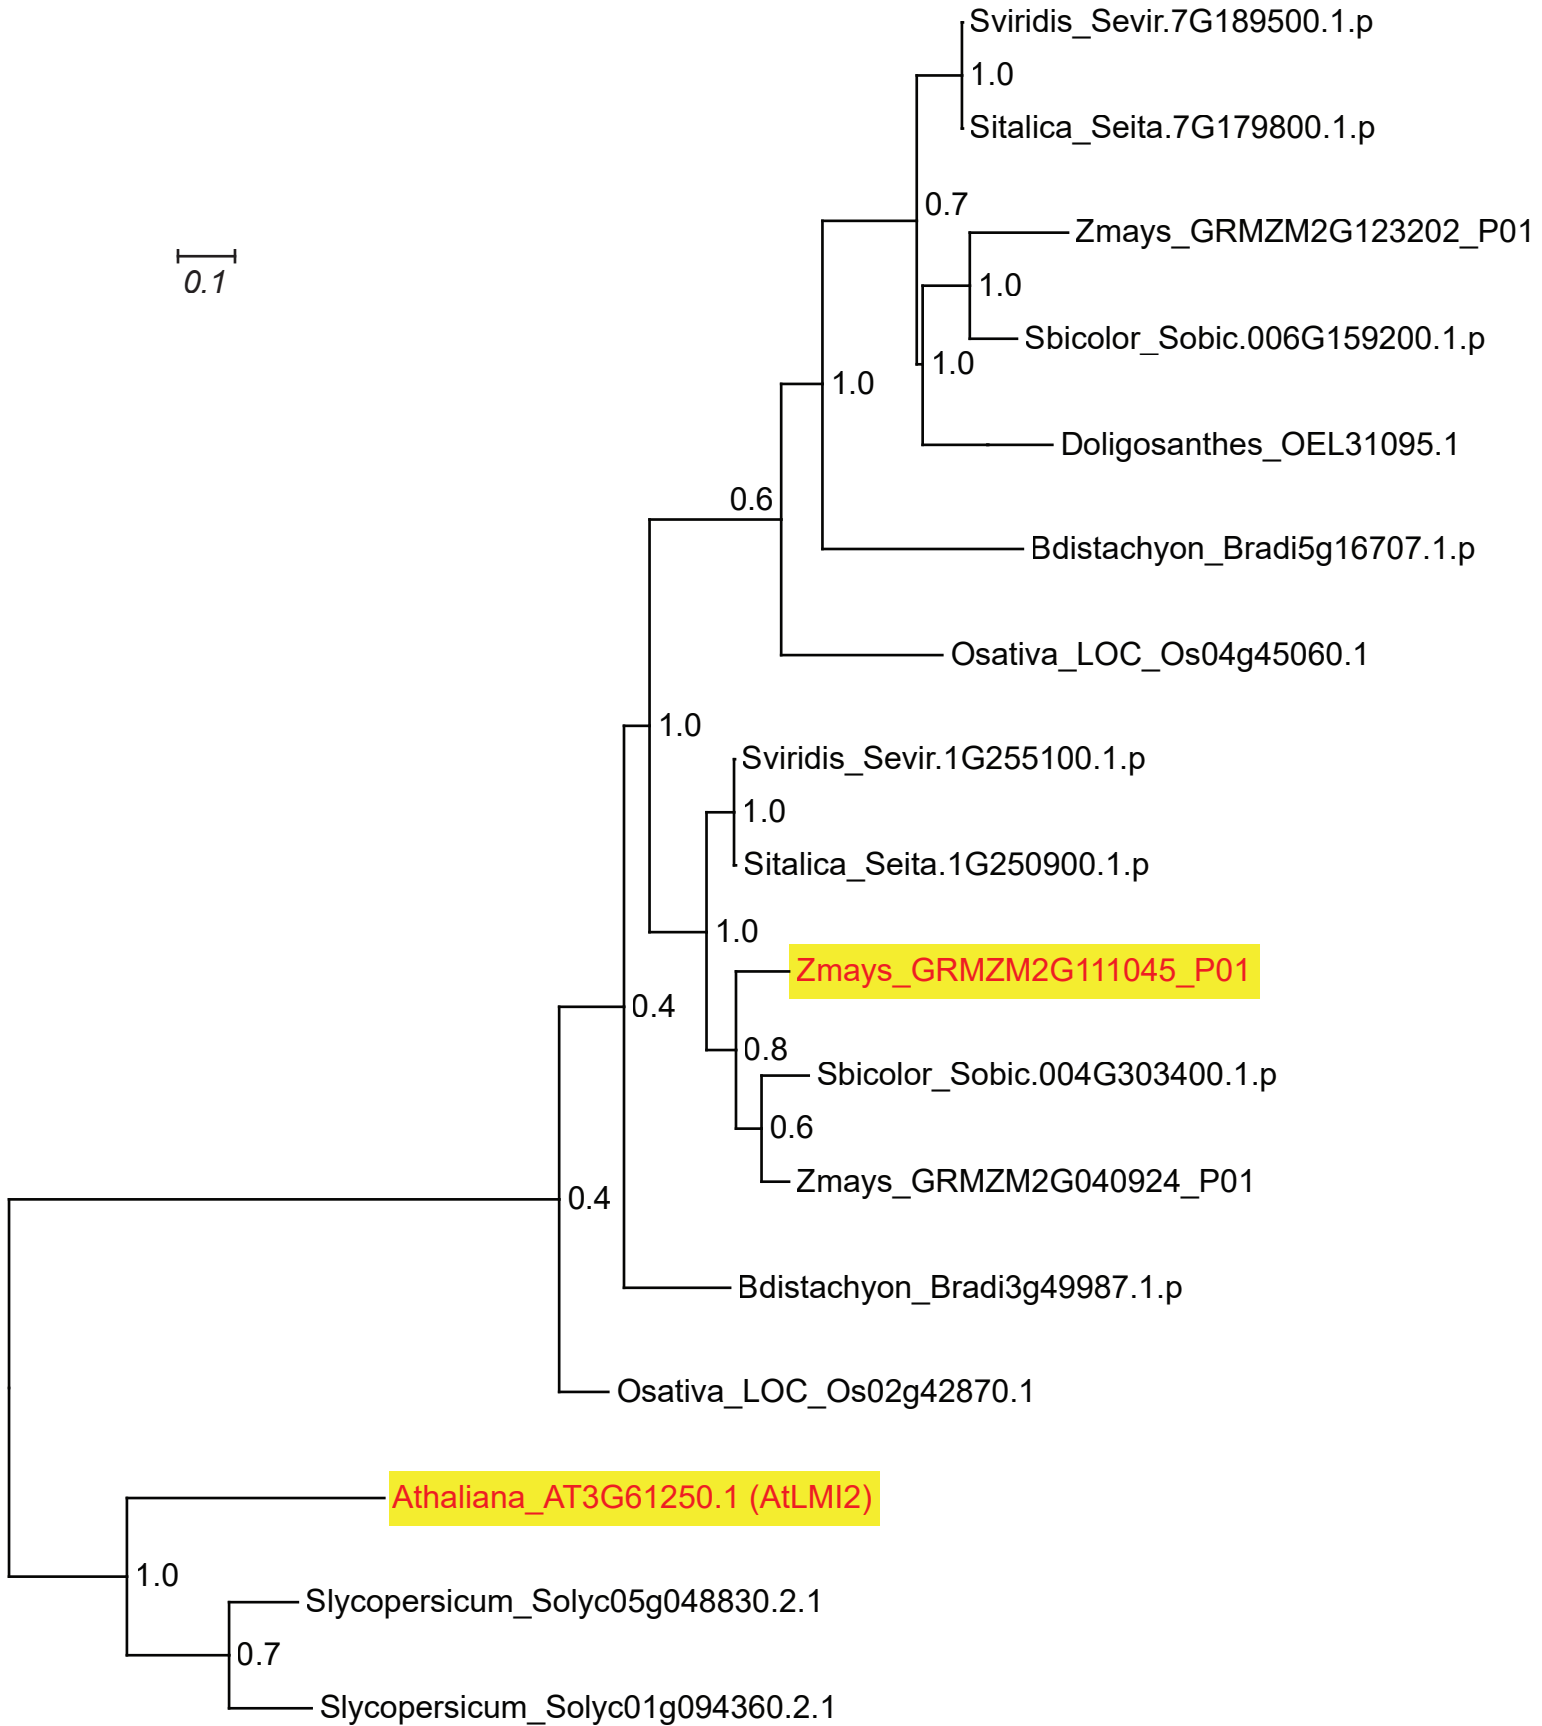 Sviridis_Sevir.7G189500.1.p
1.0
Sitalica_Seita.7G179800.1.p
0.7
Zmays_GRMZM2G123202_P01
0.1
1.0
Sbicolor_Sobic.006G159200.1.p
1.0
1.0
Doligosanthes_OEL31095.1
0.6
Bdistachyon_Bradi5g16707.1.p
Osativa_LOC_Os04g45060.1
1.0
Sviridis_Sevir.1G255100.1.p
1.0
Sitalica_Seita.1G250900.1.p
1.0
Zmays_GRMZM2G111045_P01
0.4
0.8
Sbicolor_Sobic.004G303400.1.p
0.6
Zmays_GRMZM2G040924_P01
0.4
Bdistachyon_Bradi3g49987.1.p
Osativa_LOC_Os02g42870.1
Athaliana_AT3G61250.1 (AtLMI2)
1.0
Slycopersicum_Solyc05g048830.2.1
0.7
Slycopersicum_Solyc01g094360.2.1